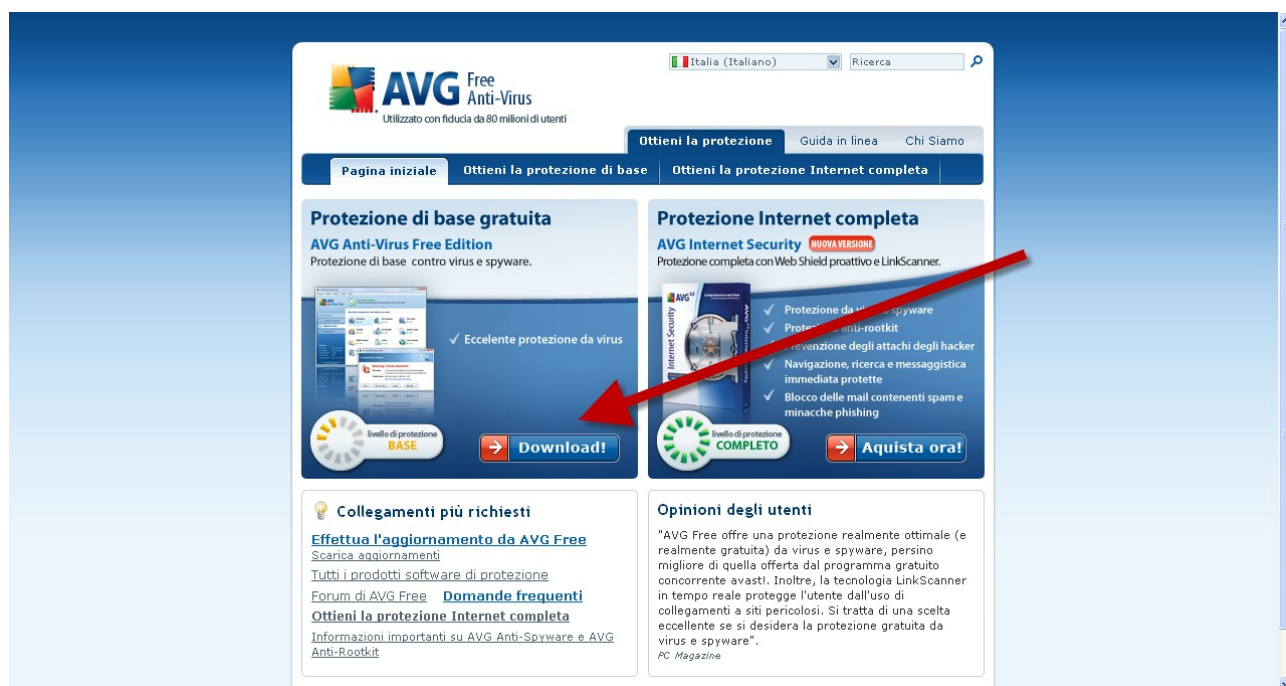 Italia (Italiano)
Ricerca
AVG Free
Anti-Virus
Utilizzato con fiducia da 80 milioni di utenti
Ottieni la protezione
Guida in linea
Chi Siamo
Pagina iniziale
Ottieni la protezione di base
Ottieni la protezione Internet completa
Protezione di base gratuita
AVG Anti-Virus Free Edition
Protezione di base contro virus e spyware.
Eccelente protezione da virus
livello di protezione
BASE
Download!
Protezione Internet completa
AVG Internet Security NUOVA VERSIONE
Protezione completa con Web Shield proattivo e LinkScanner.
AVG
Internet Security
Protezione da virus e spyware
Protezione anti-rootkit
Prevenzione degli attachi degli hacker
Navigazione, ricerca e messaggistica
immediata protette
Blocco delle mail contenenti spam e
minacche phishing
livello di protezione
COMPLETO
Aquista ora!
Collegamenti più richiesti
Effettua l'aggiornamento da AVG Free
Scarica aggiornamenti
Tutti i prodotti software di protezione
Forum di AVG Free Domande frequenti
Ottieni la protezione Internet completa
Informazioni importanti su AVG Anti-Spyware e AVG
Anti-Rootkit
Opinioni degli utenti
"AVG Free offre una protezione realmente ottimale (e
realmente gratuita) da virus e spyware, persino
migliore di quella offerta dal programma gratuito
concorrente avast!. Inoltre, la tecnologia LinkScanner
in tempo reale protegge l'utente dall'uso di
collegamenti a siti pericolosi. Si tratta di una scelta
eccellente se si desidera la protezione gratuita da
virus e spyware".
PC Magazine